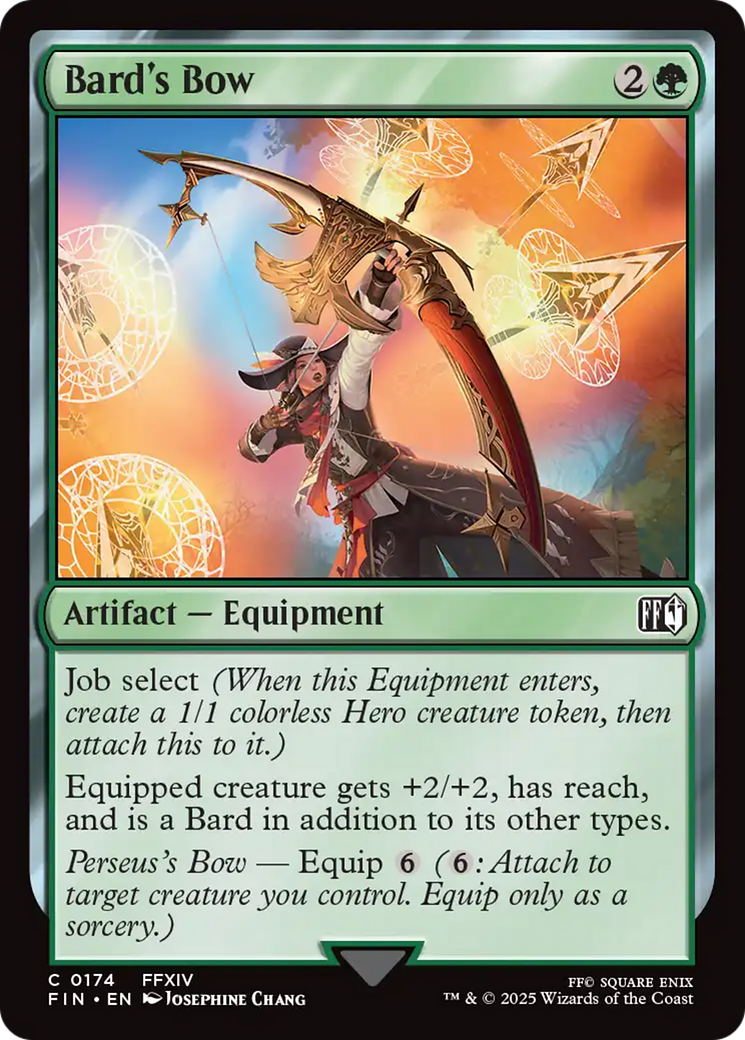 Bard's Bow 2
FF
Artifact — Equipment
Job select (When this Equipment enters,
create a 1/1 colorless Hero creature token, then
attach this to it.)
Equipped creature gets +2/+2, has reach,
and is a Bard in addition to its other types.
Perseus's Bow — Equip 6 (6: Attach to
target creature you control. Equip only as a
sorcery.)
C 0174 FFXIV
FIN • EN Josephine Chang
FF© SQUARE ENIX
™ & © 2025 Wizards of the Coast